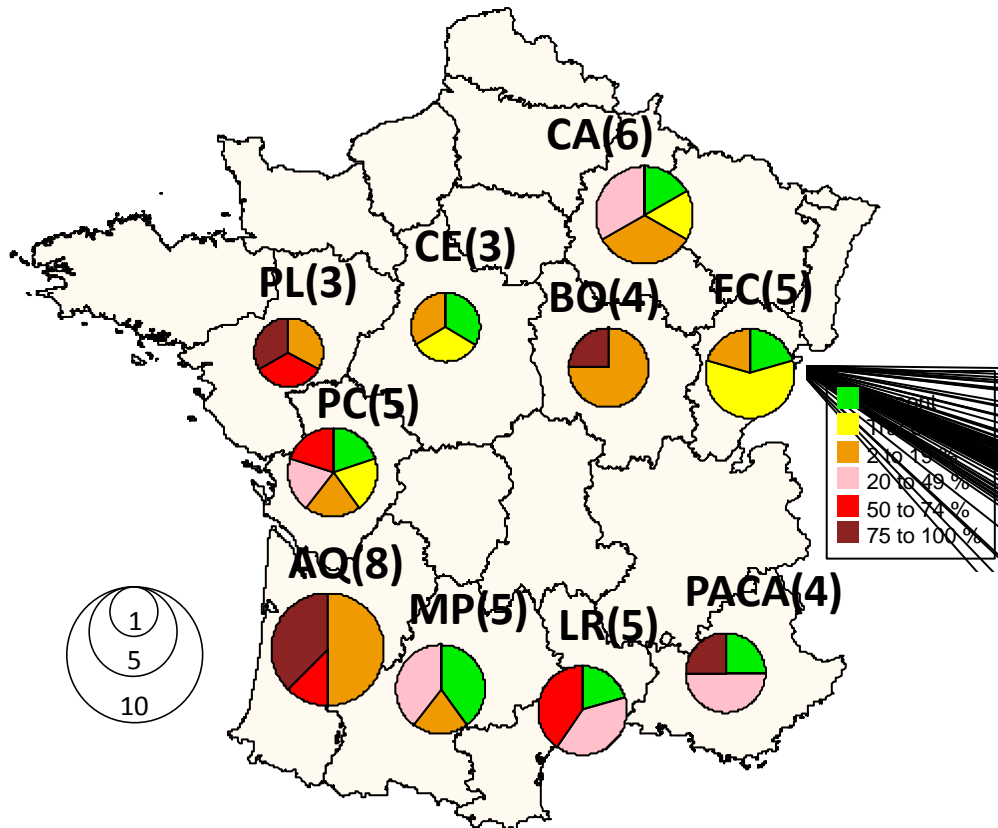 CA(6)
CE(3)
PL(3)
BO(4)
FC(5)
PC(5)
20 to 49 %
50 to 74 %
75 to 100 %
AQ(8)
MP(5)
LR(5)
PACA(4)
1
5
10